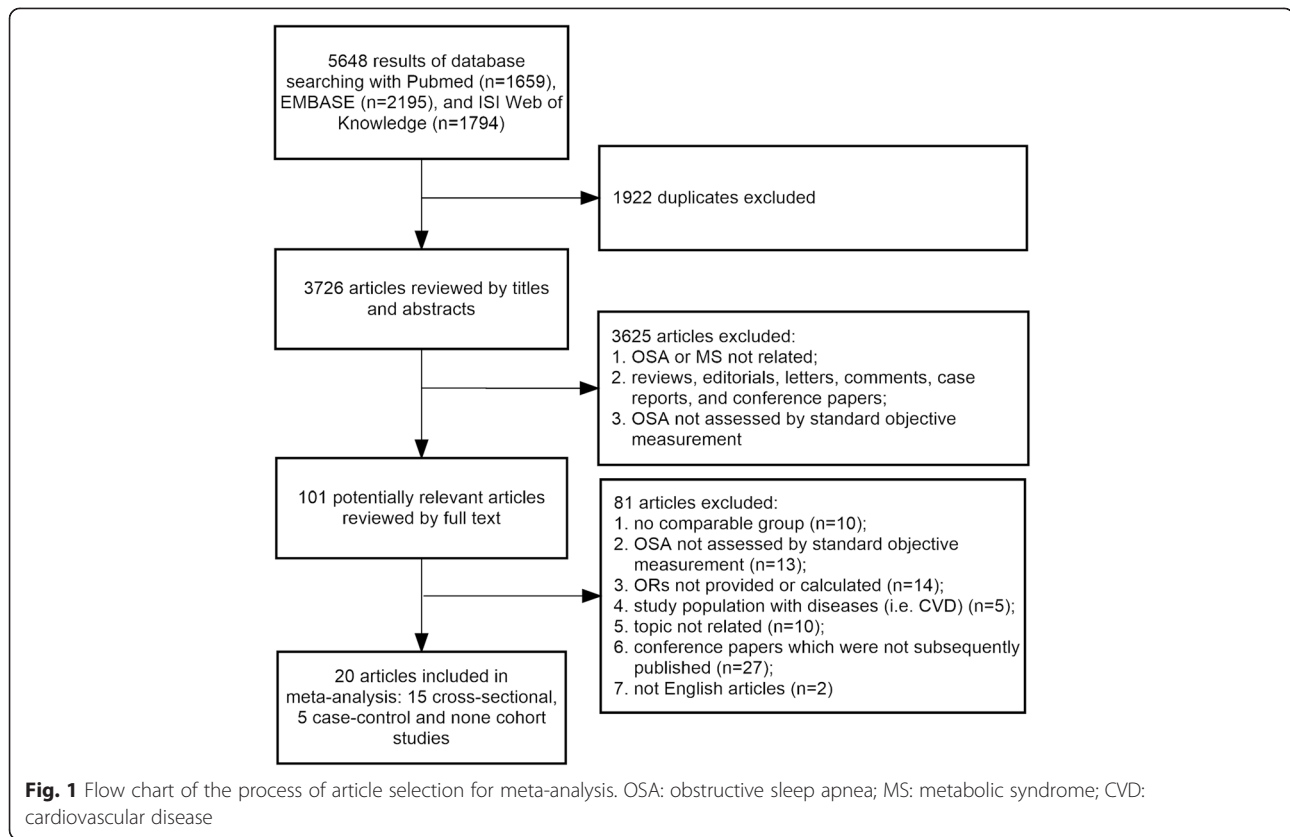 5648 results of database
searching with Pubmed (n=1659),
EMBASE (n=2195), and ISI Web of
Knowledge (n=1794)
1922 duplicates excluded
3726 articles reviewed by titles
and abstracts
3625 articles excluded:
1. OSA or MS not related;
2. reviews, editorials, letters, comments, case
reports, and conference papers;
3. OSA not assessed by standard objective
measurement
101 potentially relevant articles
reviewed by full text
81 articles excluded:
1. no comparable group (n=10);
2. OSA not assessed by standard objective
measurement (n=13);
3. ORs not provided or calculated (n=14);
4. study population with diseases (i.e. CVD) (n=5);
5. topic not related (n=10);
6. conference papers which were not subsequently
published (n=27);
7. not English articles (n=2)
20 articles included in
meta-analysis: 15 cross-sectional,
5 case-control and none cohort
studies
Fig. 1 Flow chart of the process of article selection for meta-analysis. OSA: obstructive sleep apnea; MS: metabolic syndrome; CVD:
cardiovascular disease